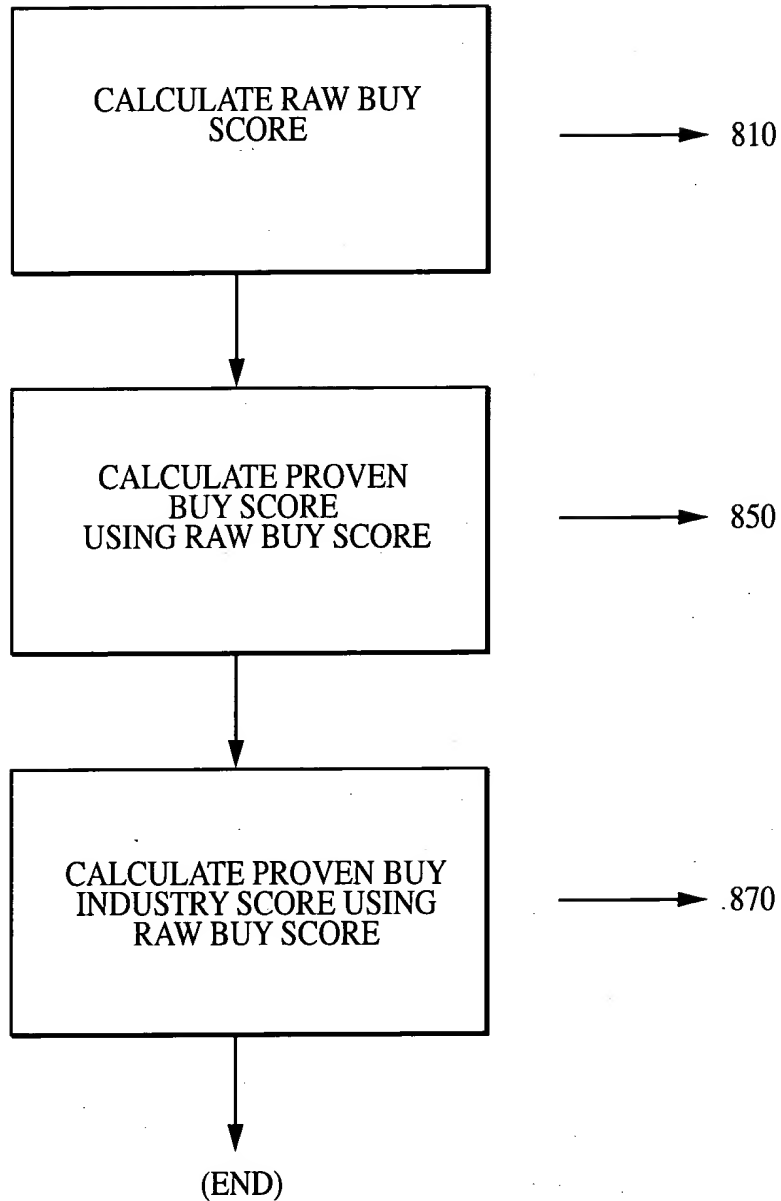 CALCULATE RAW BUY
SCORE
810
CALCULATE PROVEN
BUY SCORE
USING RAW BUY SCORE
850
CALCULATE PROVEN BUY
INDUSTRY SCORE USING
RAW BUY SCORE
870
(END)